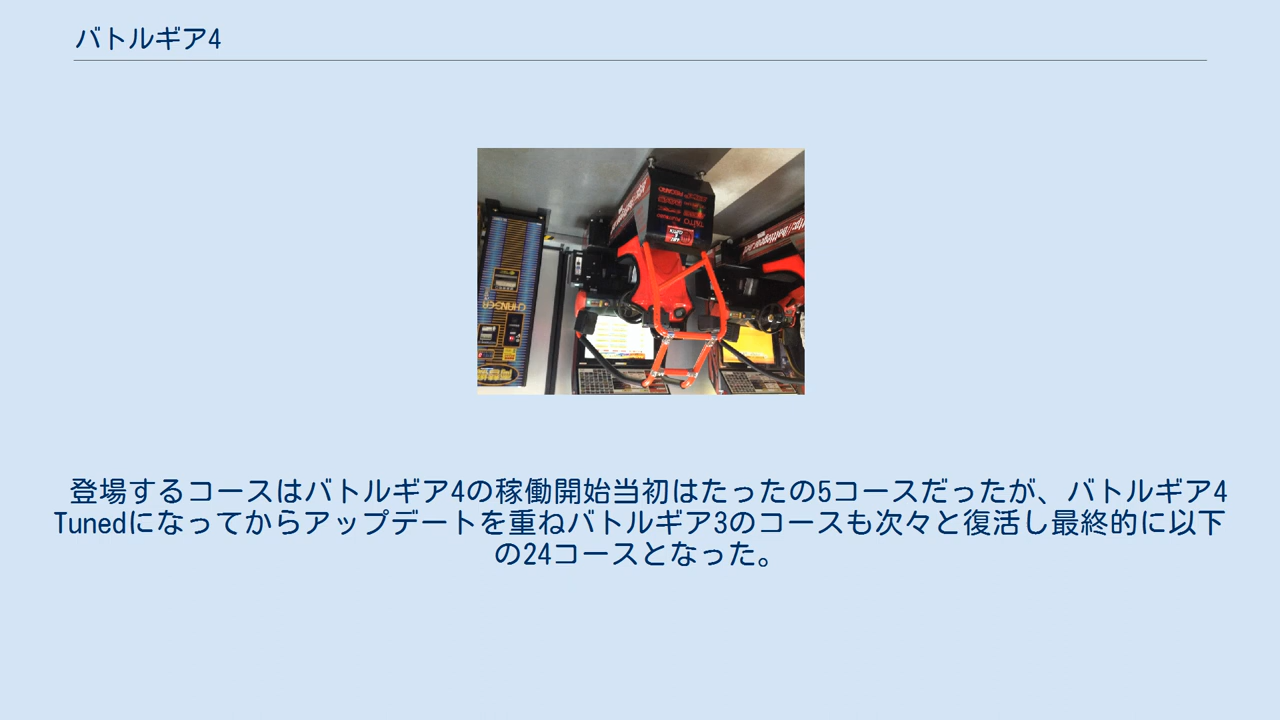 バトルギア4
TAITO
CHANGER
登場するコースはバトルギア4の稼働開始当初はたったの5コースだったが、バトルギア4
Tunedになってからアップデートを重ねバトルギア3のコースも次々と復活し最終的に以下
の24コースとなった。